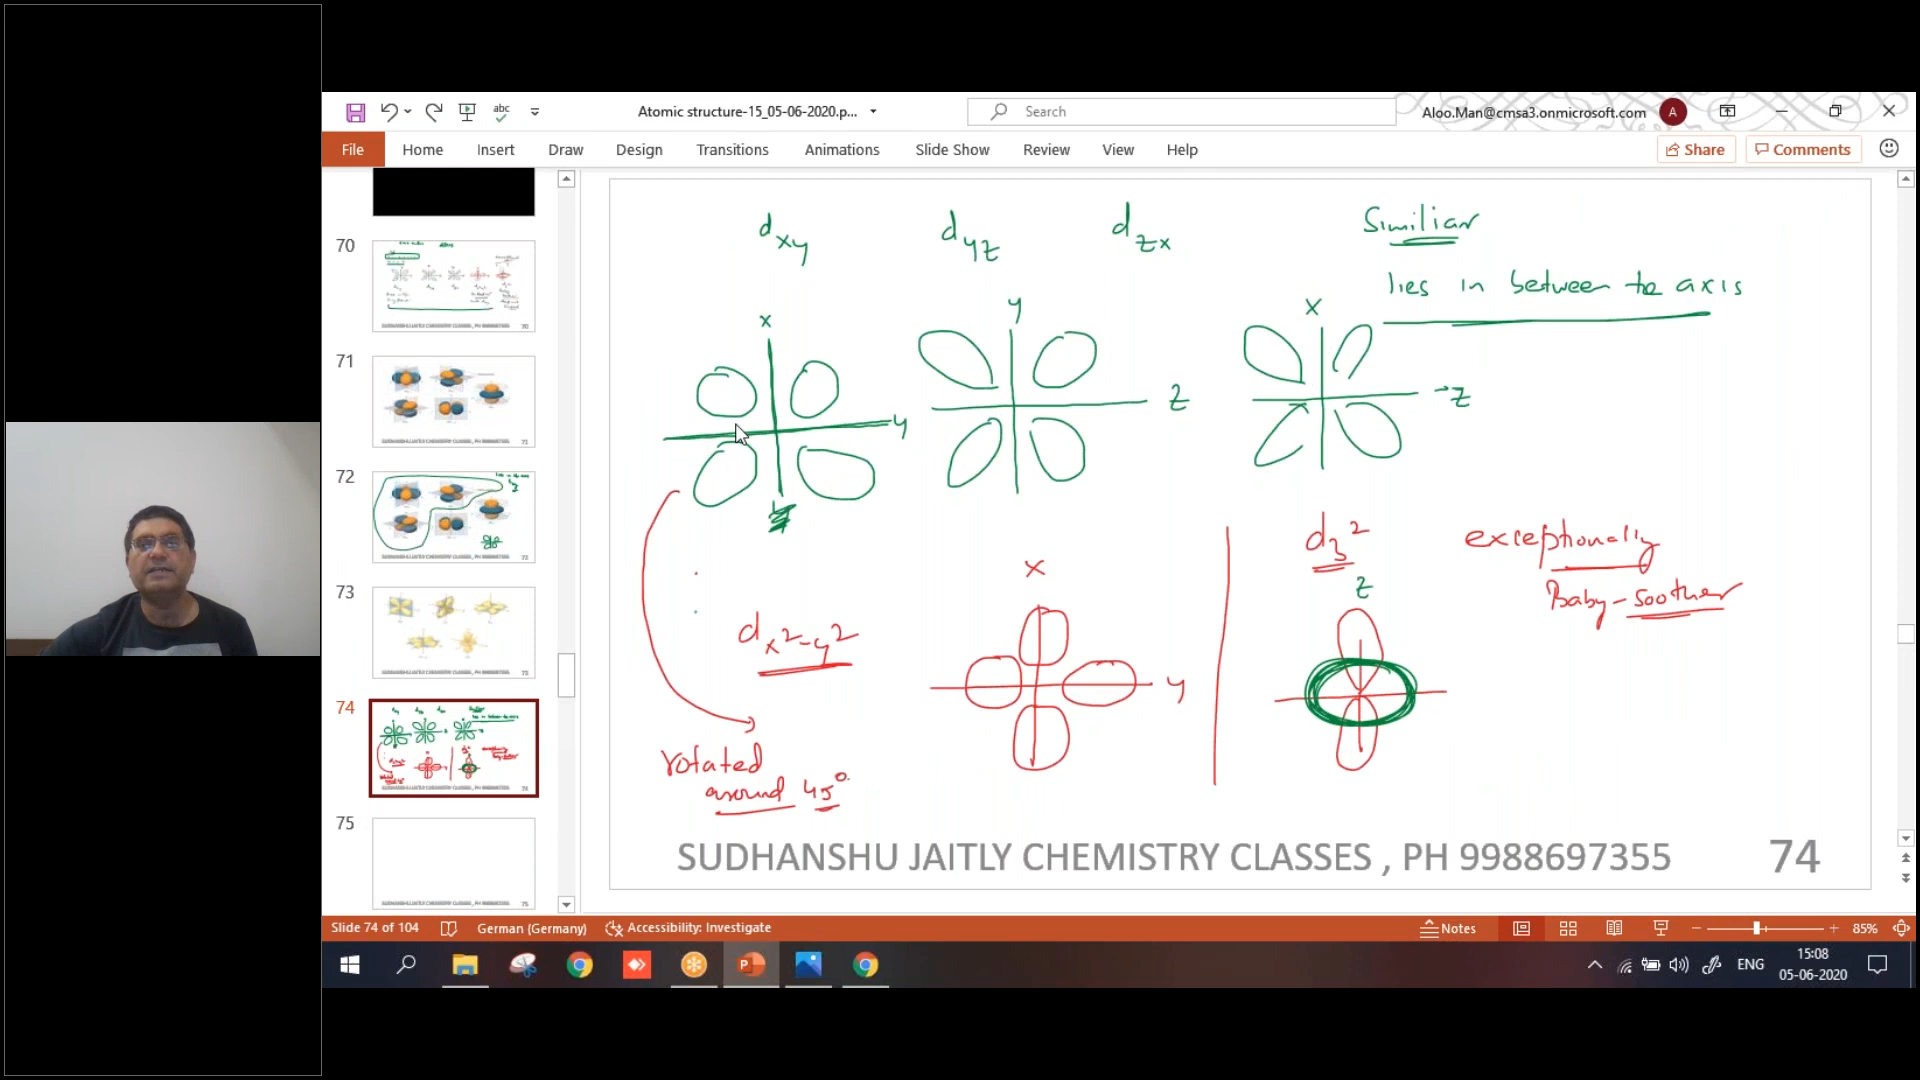 Atomic structure-15_05-06-2020.p...
Search
Aloo.Man@cmsa3.onmicrosoft.com
A
abc
File
Home
Insert
Draw
Design
Transitions
Animations
Slide Show
Review
View
Help
Share
Comments
70
71
72
73
74
75
dxy
dyz
dzx
Similiar
lies in between the axis
x
y
y
z
x
z
dx²-y²
x
y
dz²
z
exceptionally
Baby-soother
rotated
around 45°
SUDHANSHU JAITLY CHEMISTRY CLASSES , PH 9988697355
74
Slide 74 of 104
German (Germany)
Accessibility: Investigate
Notes
85%
ENG
15:08
05-06-2020